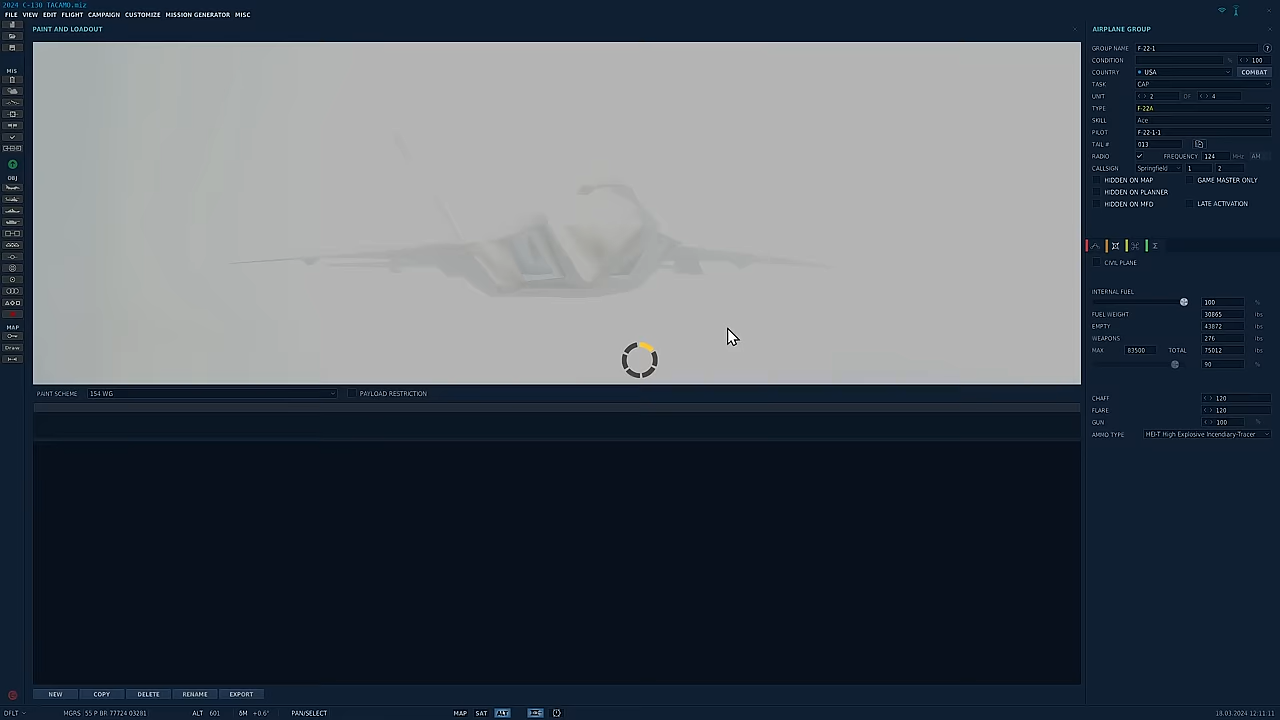 2024 C-130 TACAMO.miz
FILE VIEW EDIT FLIGHT CAMPAIGN CUSTOMIZE MISSION GENERATOR MISC
PAINT AND LOADOUT
AIRPLANE GROUP
GROUP NAME F-22-1 ?
CONDITION % 100
COUNTRY USA COMBAT
TASK CAP
UNIT 2 OF 4
TYPE F-22A
SKILL Ace
PILOT F-22-1-1
TAIL # 013
RADIO FREQUENCY 124 MHz AM
CALLSIGN Springfield 1 2
HIDDEN ON MAP GAME MASTER ONLY
HIDDEN ON PLANNER
HIDDEN ON MFD LATE ACTIVATION
MIS
OBJ
MAP
Draw
Σ
CIVIL PLANE
INTERNAL FUEL
100 %
FUEL WEIGHT 30865 lbs
EMPTY 43872 lbs
WEAPONS 276 lbs
MAX 83500 TOTAL 75012 lbs
90 %
CHAFF 120
FLARE 120
GUN 100 %
AMMO TYPE HEI-T High Explosive Incendiary-Tracer
PAINT SCHEME 154 WG PAYLOAD RESTRICTION
NEW COPY DELETE RENAME EXPORT
DFLT MGRS 55 P BR 77724 03281 ALT 601 δM +0.6° PAN/SELECT MAP SAT ALT 18.03.2024 12:11:11